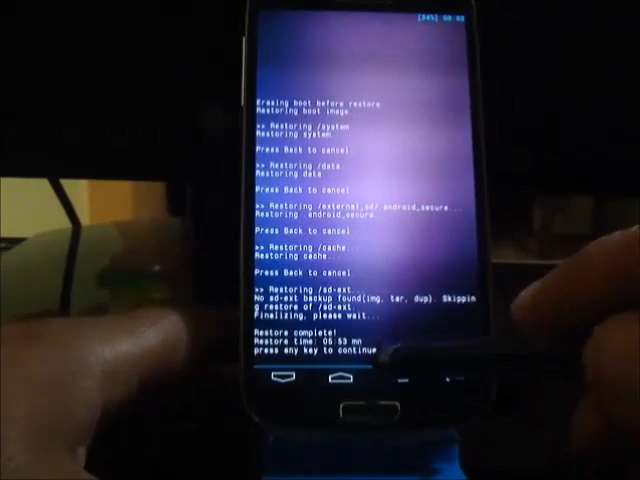 [34%] 00:02
Erasing boot before restore
Restoring boot image...
>> Restoring /system
Restoring system
Press Back to cancel
>> Restoring /data.
Restoring data
Press Back to cancel
>> Restoring /external_sd/ android_secure...
Restoring android_secure
Press Back to cancel
>> Restoring /cache...
Restoring cache...
Press Back to cancel
>> Restoring /sd-ext...
No sd-ext backup found(img, tar, dup). Skippin
g restore of /sd-ext.
Finalizing, please wait...
Restore complete!
Restore time: 05:53 mn
press any key to continue